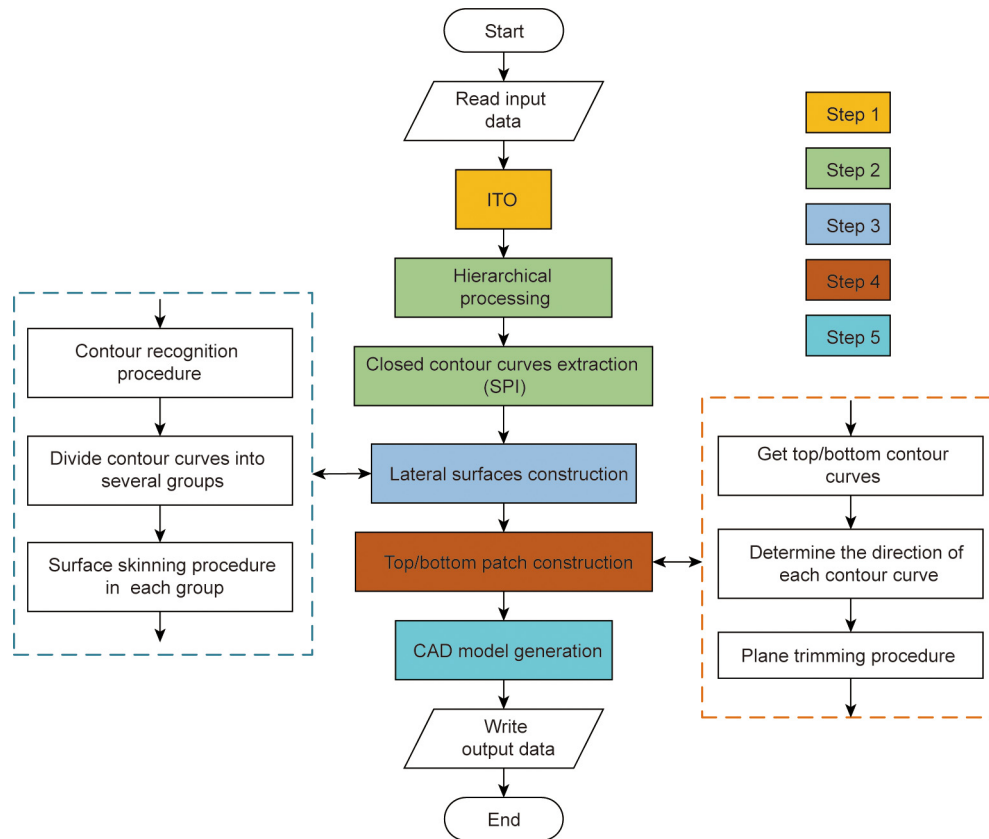 Start
Read input
data
ITO
Hierarchical
processing
Closed contour curves extraction
(SPI)
Lateral surfaces construction
Top/bottom patch construction
CAD model generation
Write
output data
End
Contour recognition
procedure
Divide contour curves into
several groups
Surface skinning procedure
in each group
Step 1
Step 2
Step 3
Step 4
Step 5
Get top/bottom contour
curves
Determine the direction of
each contour curve
Plane trimming procedure